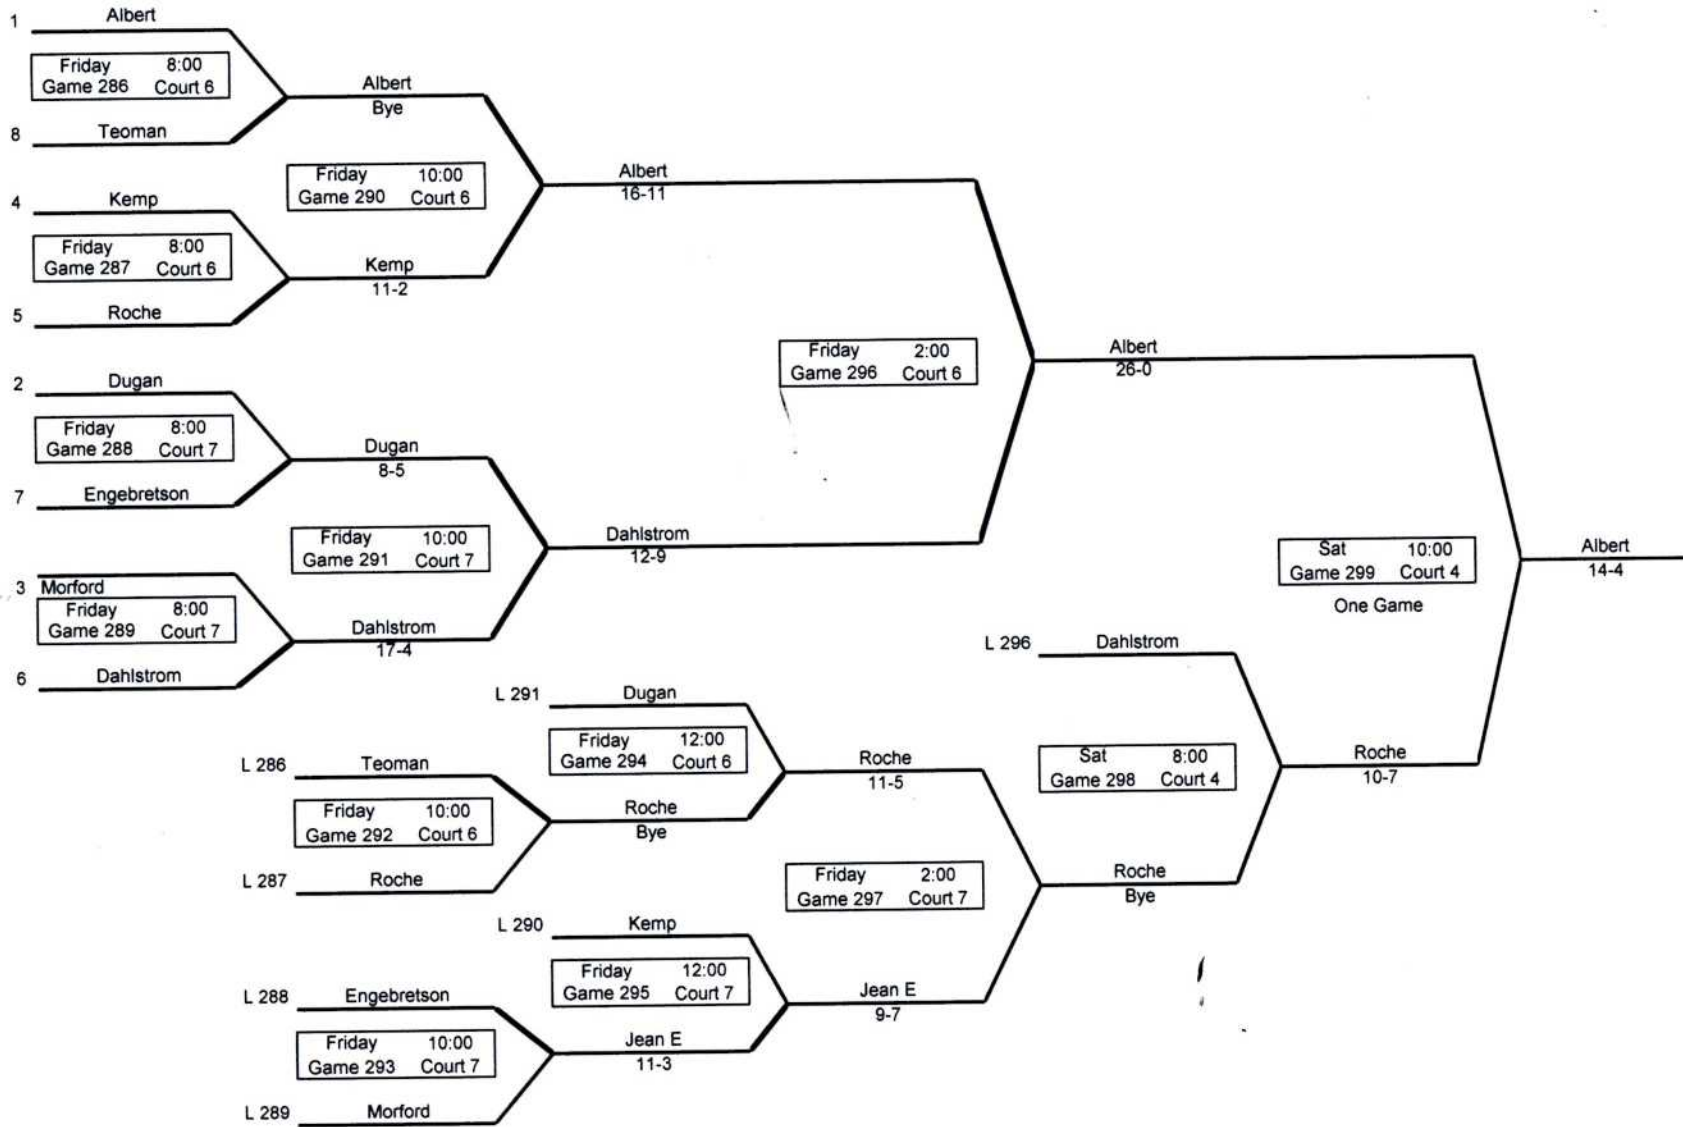 1 Albert
Friday 8:00
Game 286 Court 6
8 Teoman
Albert
Bye
4 Kemp
Friday 8:00
Game 287 Court 6
5 Roche
Kemp
11-2
Friday 10:00
Game 290 Court 6
Albert
16-11
2 Dugan
Friday 8:00
Game 288 Court 7
7 Engebretson
Dugan
8-5
3 Morford
Friday 8:00
Game 289 Court 7
6 Dahlstrom
Dahlstrom
17-4
Friday 10:00
Game 291 Court 7
Dahlstrom
12-9
Friday 2:00
Game 296 Court 6
Albert
26-0
Sat 10:00
Game 299 Court 4
One Game
Albert
14-4
L 296 Dahlstrom
Sat 8:00
Game 298 Court 4
Roche
10-7
L 291 Dugan
Friday 12:00
Game 294 Court 6
Roche
11-5
L 286 Teoman
Friday 10:00
Game 292 Court 6
L 287 Roche
Roche
Bye
Friday 2:00
Game 297 Court 7
Roche
Bye
L 290 Kemp
Friday 12:00
Game 295 Court 7
Jean E
9-7
L 288 Engebretson
Friday 10:00
Game 293 Court 7
L 289 Morford
Jean E
11-3